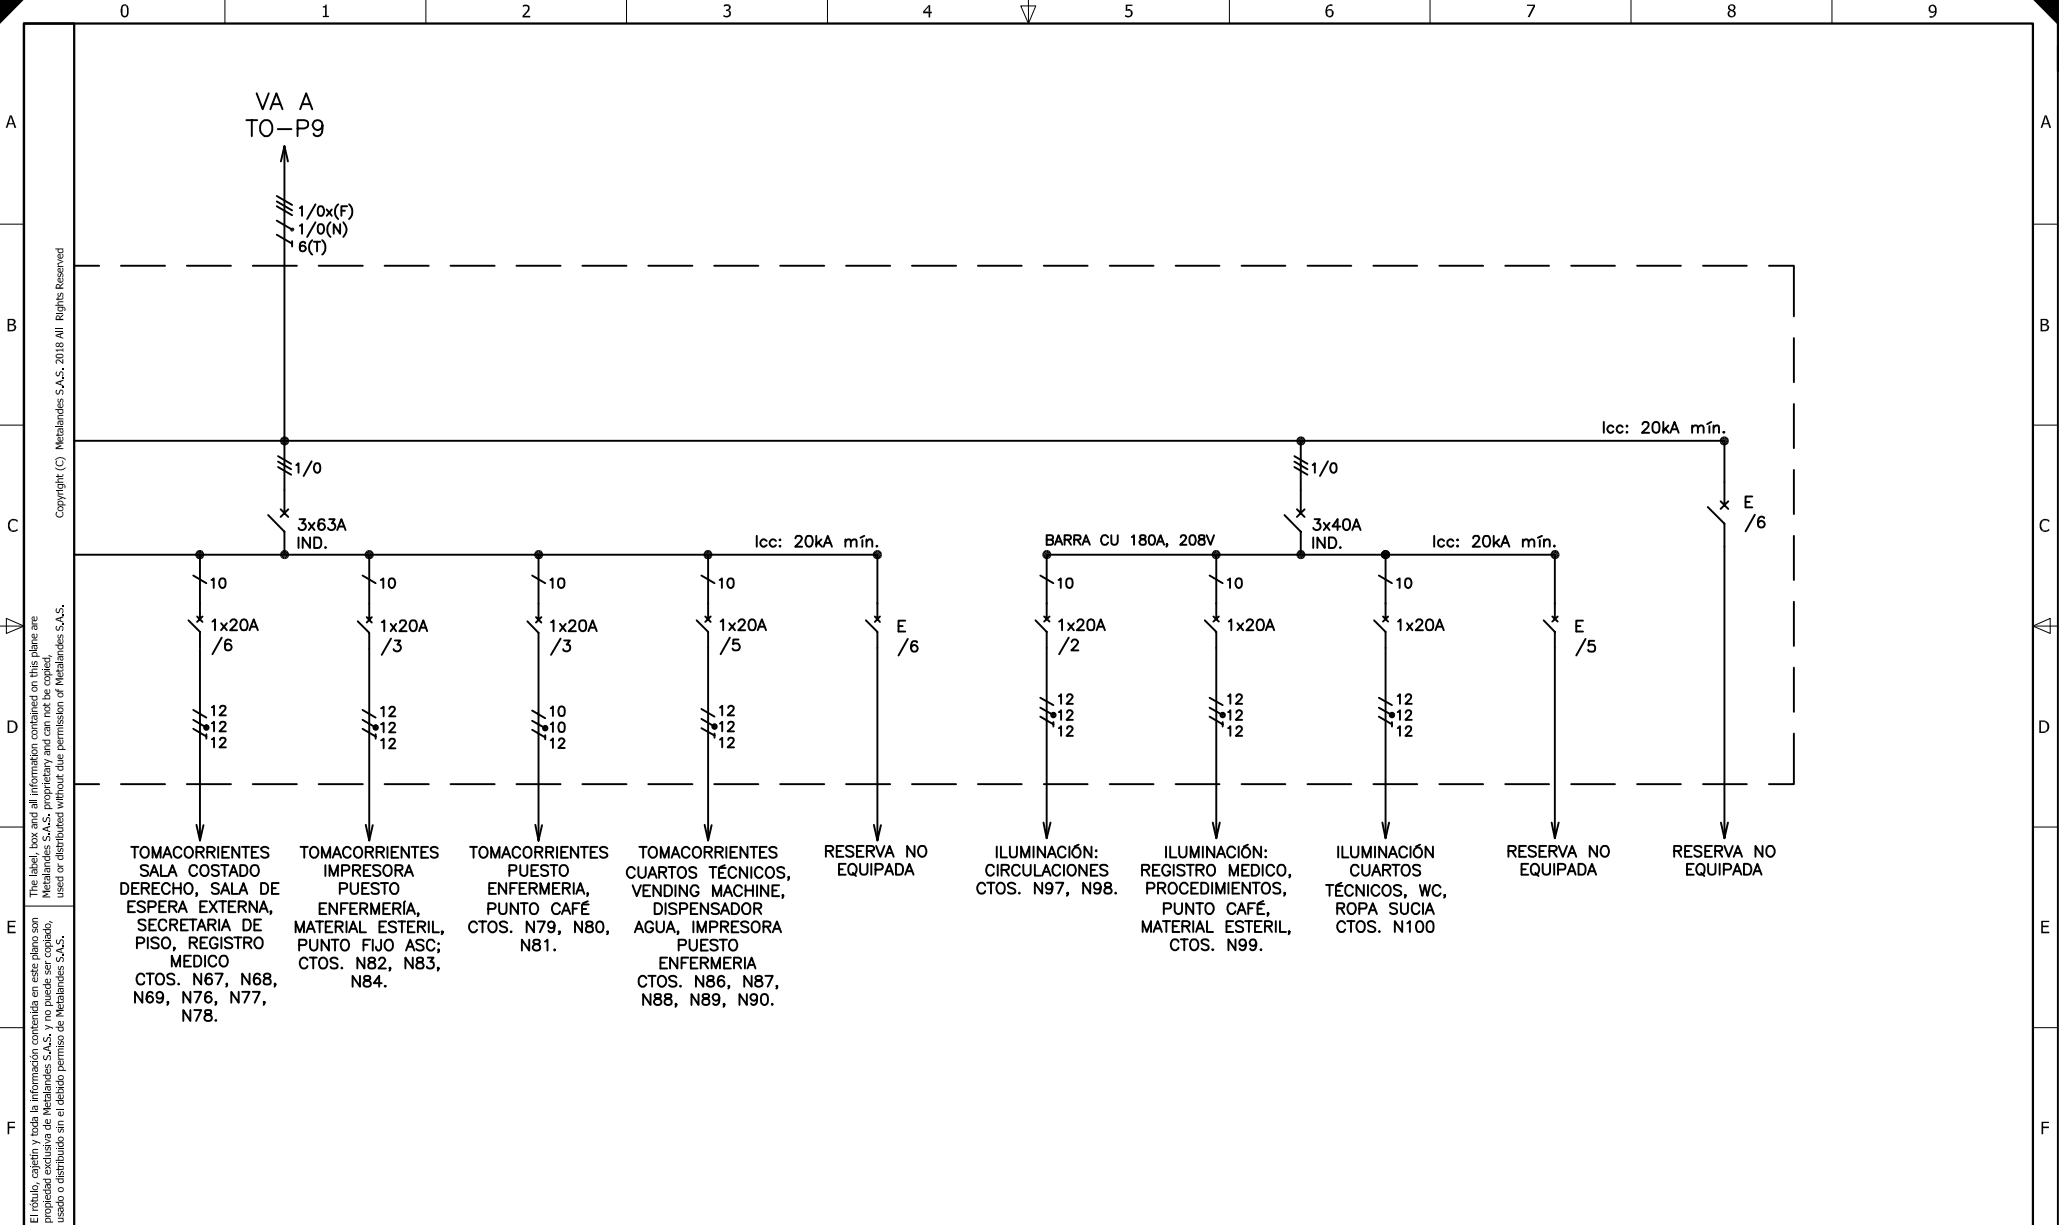 0 1 2 3 4 5 6 7 8 9
A
A
B
B
C
C
D
D
E
E
F
F
VA A
TO-P9
1/0x(F)
1/0(N)
6(T)
Icc: 20kA mín.
1/0
1/0
E
/6
3x63A
IND.
3x40A
IND.
Icc: 20kA mín.
BARRA CU 180A, 208V
Icc: 20kA mín.
10
10
10
10
10
10
10
1x20A
/6
1x20A
/3
1x20A
/3
1x20A
/5
E
/6
1x20A
/2
1x20A
1x20A
E
/5
12
12
12
12
12
12
10
10
12
12
12
12
12
12
12
12
12
12
12
12
12
TOMACORRIENTES
SALA COSTADO
DERECHO, SALA DE
ESPERA EXTERNA,
SECRETARIA DE
PISO, REGISTRO
MEDICO
CTOS. N67, N68,
N69, N76, N77,
N78.
TOMACORRIENTES
IMPRESORA
PUESTO
ENFERMERÍA,
MATERIAL ESTERIL,
PUNTO FIJO ASC;
CTOS. N82, N83,
N84.
TOMACORRIENTES
PUESTO
ENFERMERIA,
PUNTO CAFÉ
CTOS. N79, N80,
N81.
TOMACORRIENTES
CUARTOS TÉCNICOS,
VENDING MACHINE,
DISPENSADOR
AGUA, IMPRESORA
PUESTO
ENFERMERIA
CTOS. N86, N87,
N88, N89, N90.
RESERVA NO
EQUIPADA
ILUMINACIÓN:
CIRCULACIONES
CTOS. N97, N98.
ILUMINACIÓN:
REGISTRO MEDICO,
PROCEDIMIENTOS,
PUNTO CAFÉ,
MATERIAL ESTERIL,
CTOS. N99.
ILUMINACIÓN
CUARTOS
TÉCNICOS, WC,
ROPA SUCIA
CTOS. N100
RESERVA NO
EQUIPADA
RESERVA NO
EQUIPADA
The label, box and all information contained on this plane are
Metalandes S.A.S. proprietary and can not be copied,
used or distributed without due permission of Metalandes S.A.S.
Copyright (C) Metalandes S.A.S. 2018 All Rights Reserved
El rótulo, cajetín y toda la información contenida en este plano son
propiedad exclusiva de Metalandes S.A.S. y no puede ser copiado,
usado o distribuido sin el debido permiso de Metalandes S.A.S.